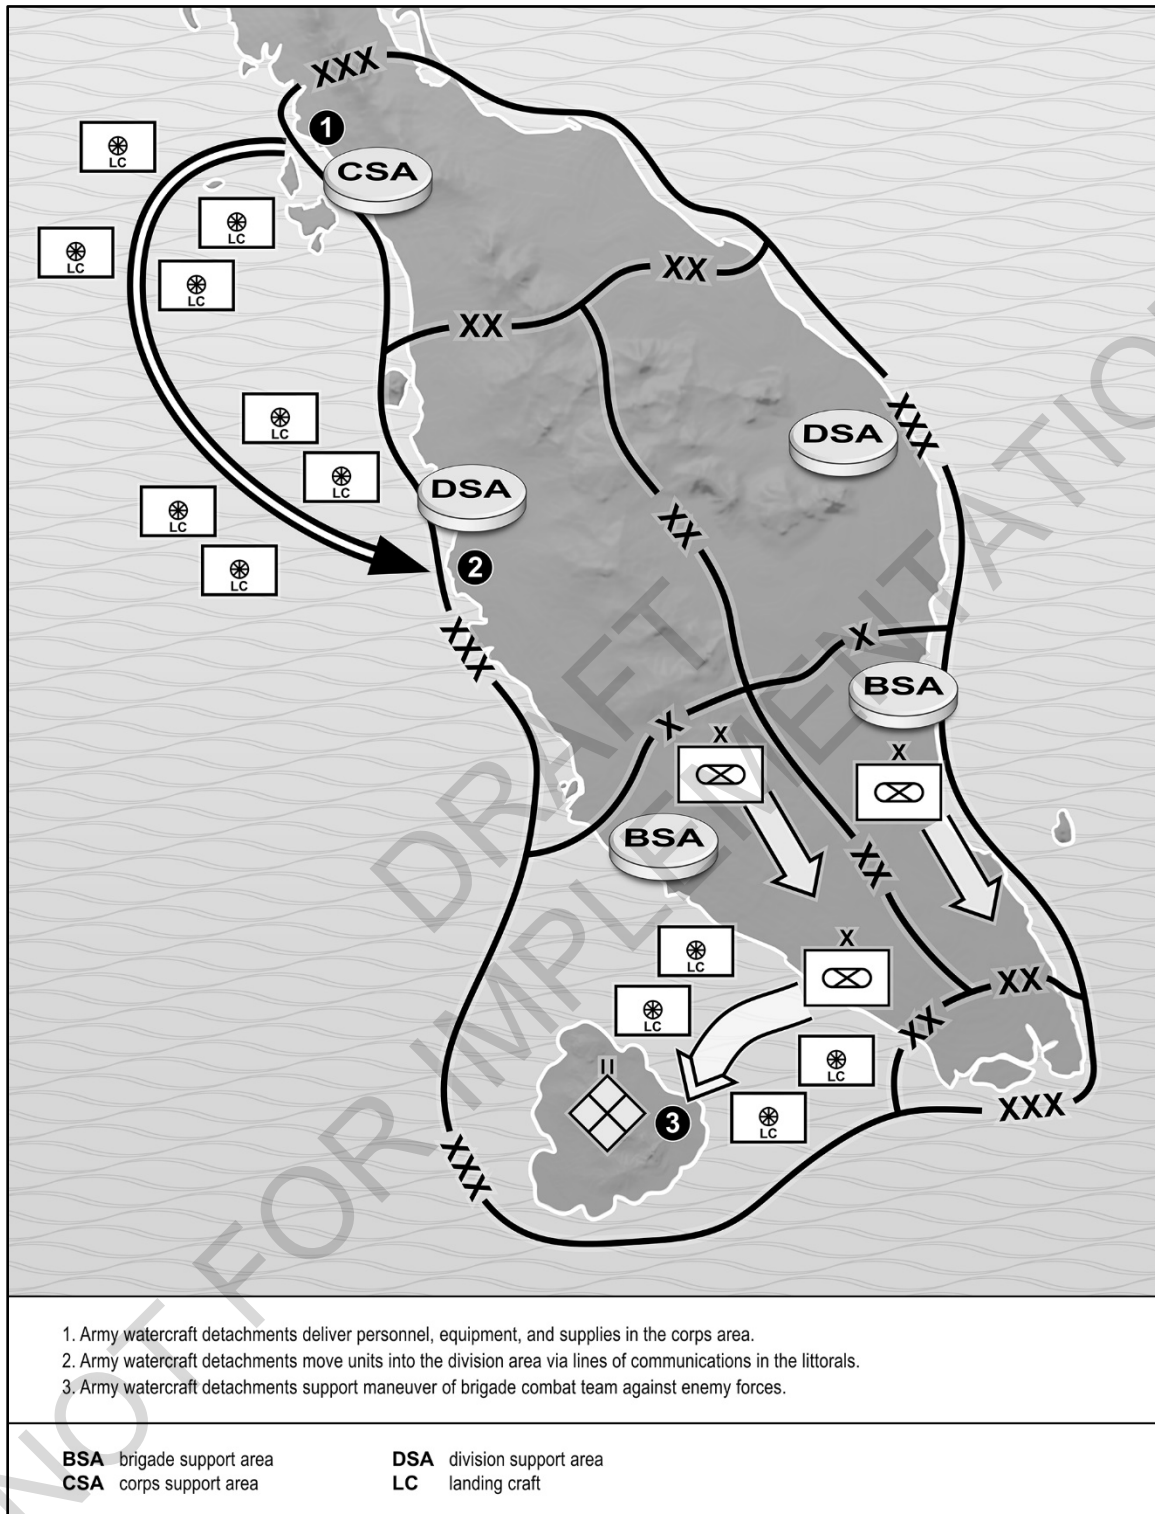 XXX
1
CSA
LC
LC
LC
LC
XX
XX
LC
LC
LC
LC
DSA
XXX
DSA
XX
2
XXX
X
X
BSA
X
X
BSA
XX
X
LC
LC
LC
LC
XX
XX
XXX
II
3
XXX
DRAFT
NOT FOR IMPLEMENTATION
1. Army watercraft detachments deliver personnel, equipment, and supplies in the corps area.
2. Army watercraft detachments move units into the division area via lines of communications in the littorals.
3. Army watercraft detachments support maneuver of brigade combat team against enemy forces.
BSA brigade support area
CSA corps support area
DSA division support area
LC landing craft